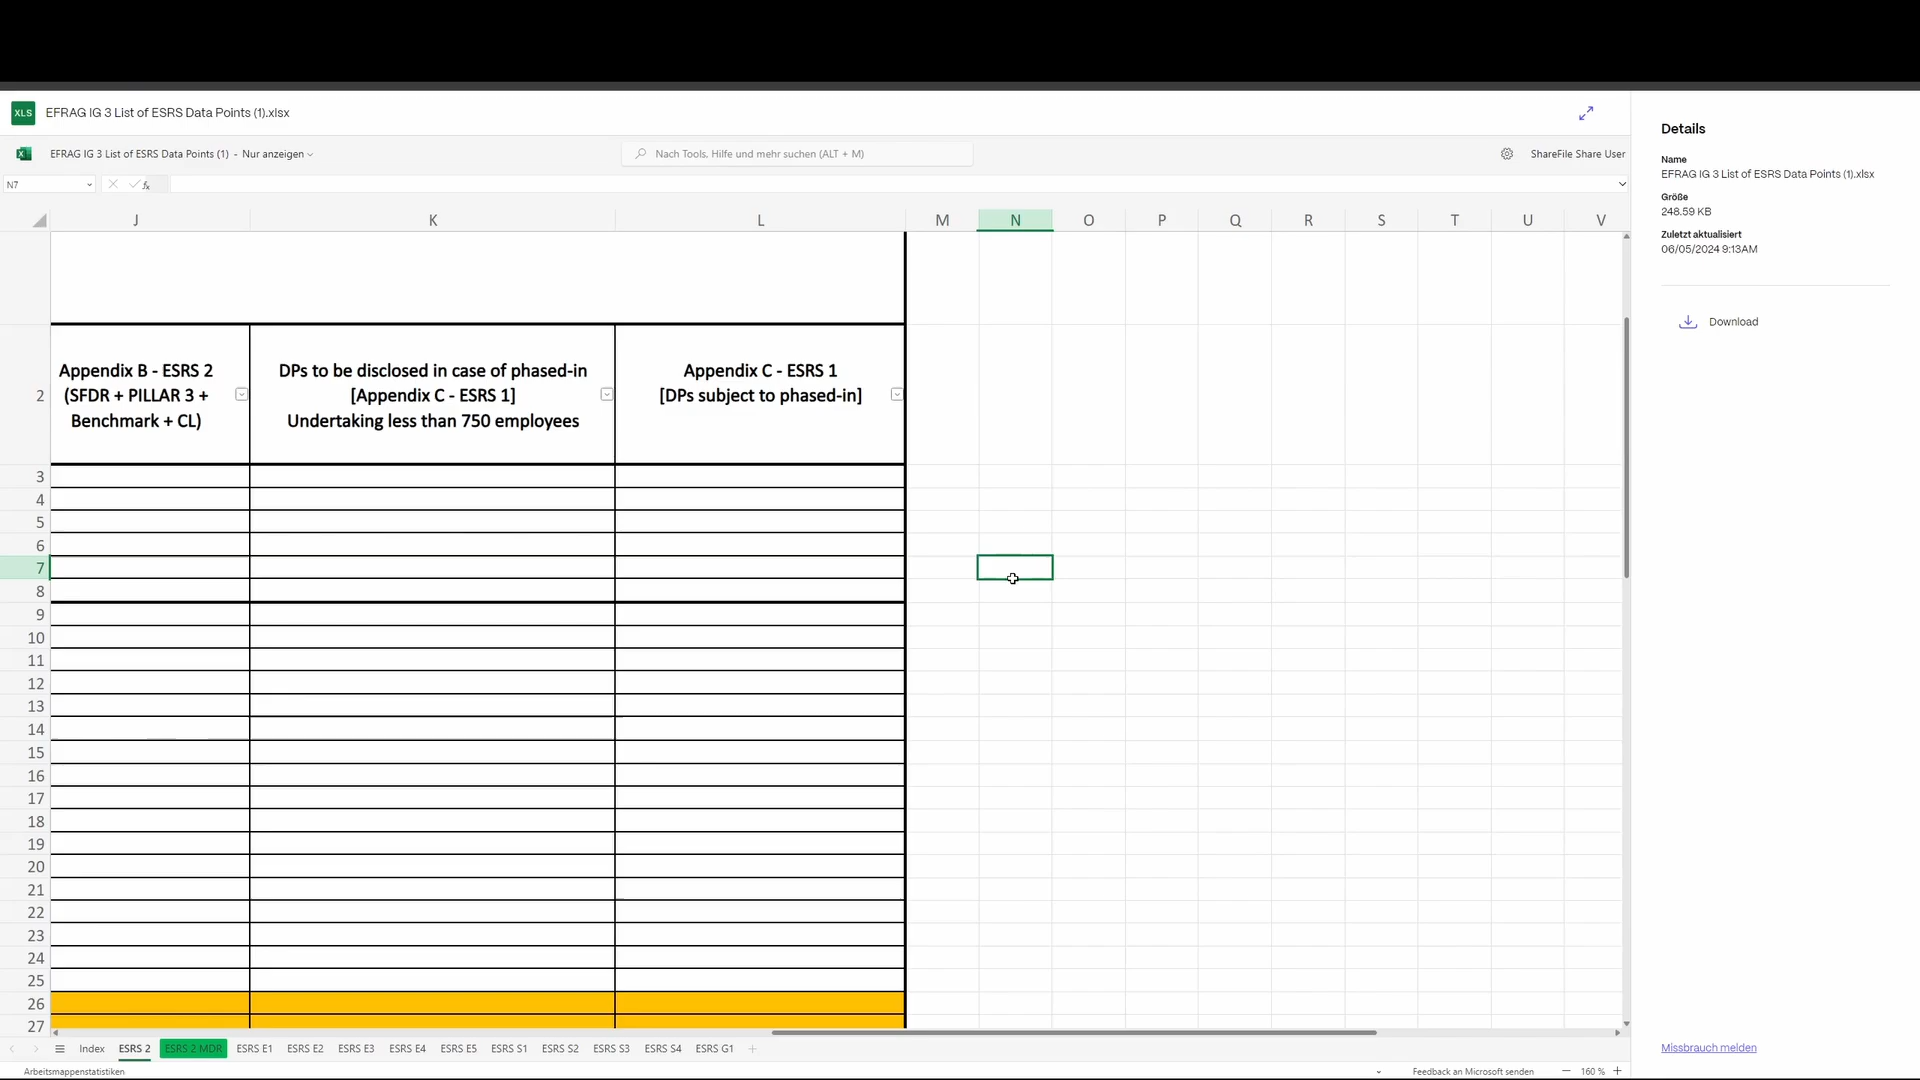 XLS EFRAG IG 3 List of ESRS Data Points (1).xlsx
EFRAG IG 3 List of ESRS Data Points (1) - Nur anzeigen
Nach Tools. Hilfe und mehr suchen (ALT + M)
ShareFile Share User
N7
fx
J K L M N O P Q R S T U V
2
Appendix B - ESRS 2
(SFDR + PILLAR 3 +
Benchmark + CL)
DPs to be disclosed in case of phased-in
[Appendix C - ESRS 1]
Undertaking less than 750 employees
Appendix C - ESRS 1
[DPs subject to phased-in]
3
4
5
6
7
8
9
10
11
12
13
14
15
16
17
18
19
20
21
22
23
24
25
26
27
Index ESRS 2 ESRS 2 MDR ESRS E1 ESRS E2 ESRS E3 ESRS E4 ESRS E5 ESRS S1 ESRS S2 ESRS S3 ESRS S4 ESRS G1
Arbeitsmappenstatistiken
Feedback an Microsoft senden
160 %
Details
Name
EFRAG IG 3 List of ESRS Data Points (1).xlsx
Größe
248.59 KB
Zuletzt aktualisiert
06/05/2024 9:13AM
Download
Missbrauch melden